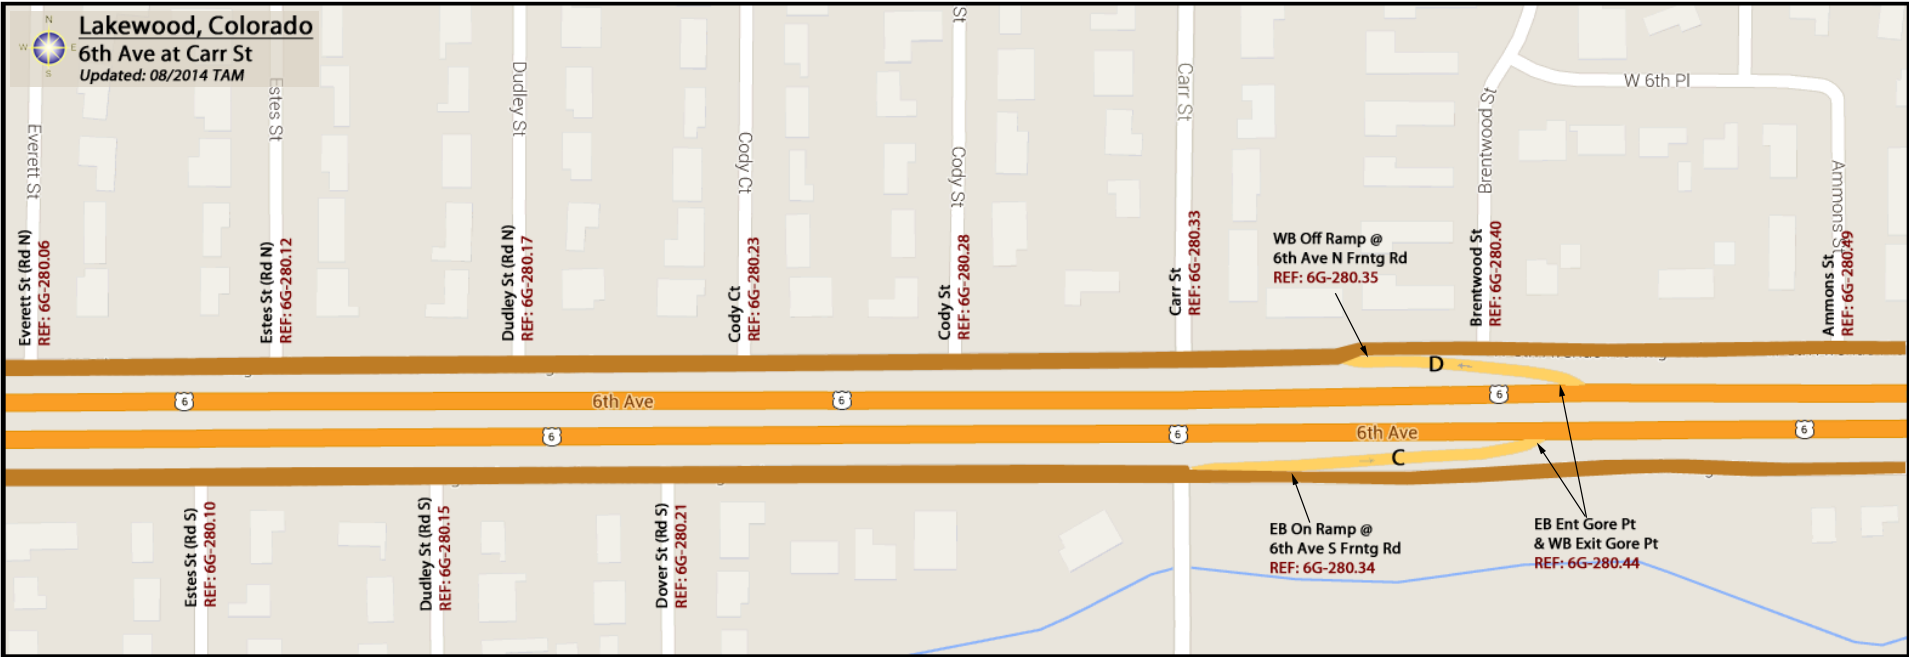 N
W E
S
Lakewood, Colorado
6th Ave at Carr St
Updated: 08/2014 TAM
Everett St
Estes St
Dudley St
Cody Ct
St
Cody St
Carr St
Brentwood St
W 6th Pl
Ammons St
Everett St (Rd N)
REF: 6G-280.06
Estes St (Rd N)
REF: 6G-280.12
Dudley St (Rd N)
REF: 6G-280.17
Cody Ct
REF: 6G-280.23
Cody St
REF: 6G-280.28
Carr St
REF: 6G-280.33
WB Off Ramp @
6th Ave N Frntg Rd
REF: 6G-280.35
Brentwood St
REF: 6G-280.40
Ammons St
REF: 6G-280.49
D
6
6th Ave
6
6
6
6
6th Ave
6
C
Estes St (Rd S)
REF: 6G-280.10
Dudley St (Rd S)
REF: 6G-280.15
Dover St (Rd S)
REF: 6G-280.21
EB On Ramp @
6th Ave S Frntg Rd
REF: 6G-280.34
EB Ent Gore Pt
& WB Exit Gore Pt
REF: 6G-280.44